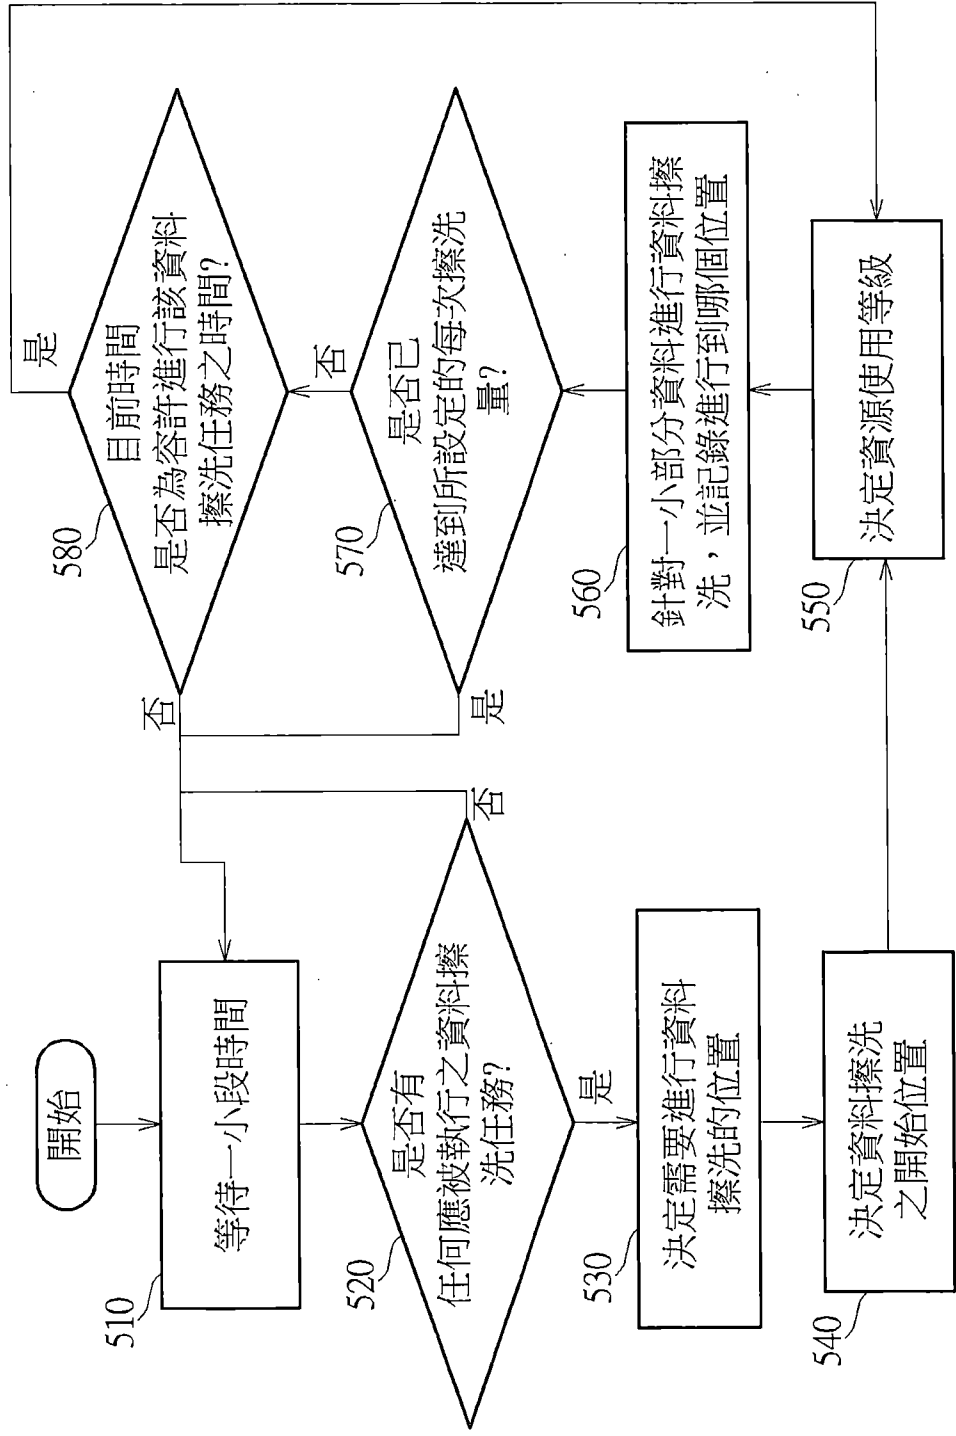 開始
等待一小段時間
510
是否有
任何應被執行之資料擦
洗任務?
520
否
是
決定需要進行資料
擦洗的位置
530
決定資料擦洗
之開始位置
540
決定資源使用等級
550
針對一小部分資料進行資料擦
洗，並記錄進行到哪個位置
560
是否已
達到所設定的每次擦洗
量?
570
是
否
目前時間
是否為容許進行該資料
擦洗任務之時間?
580
否
是